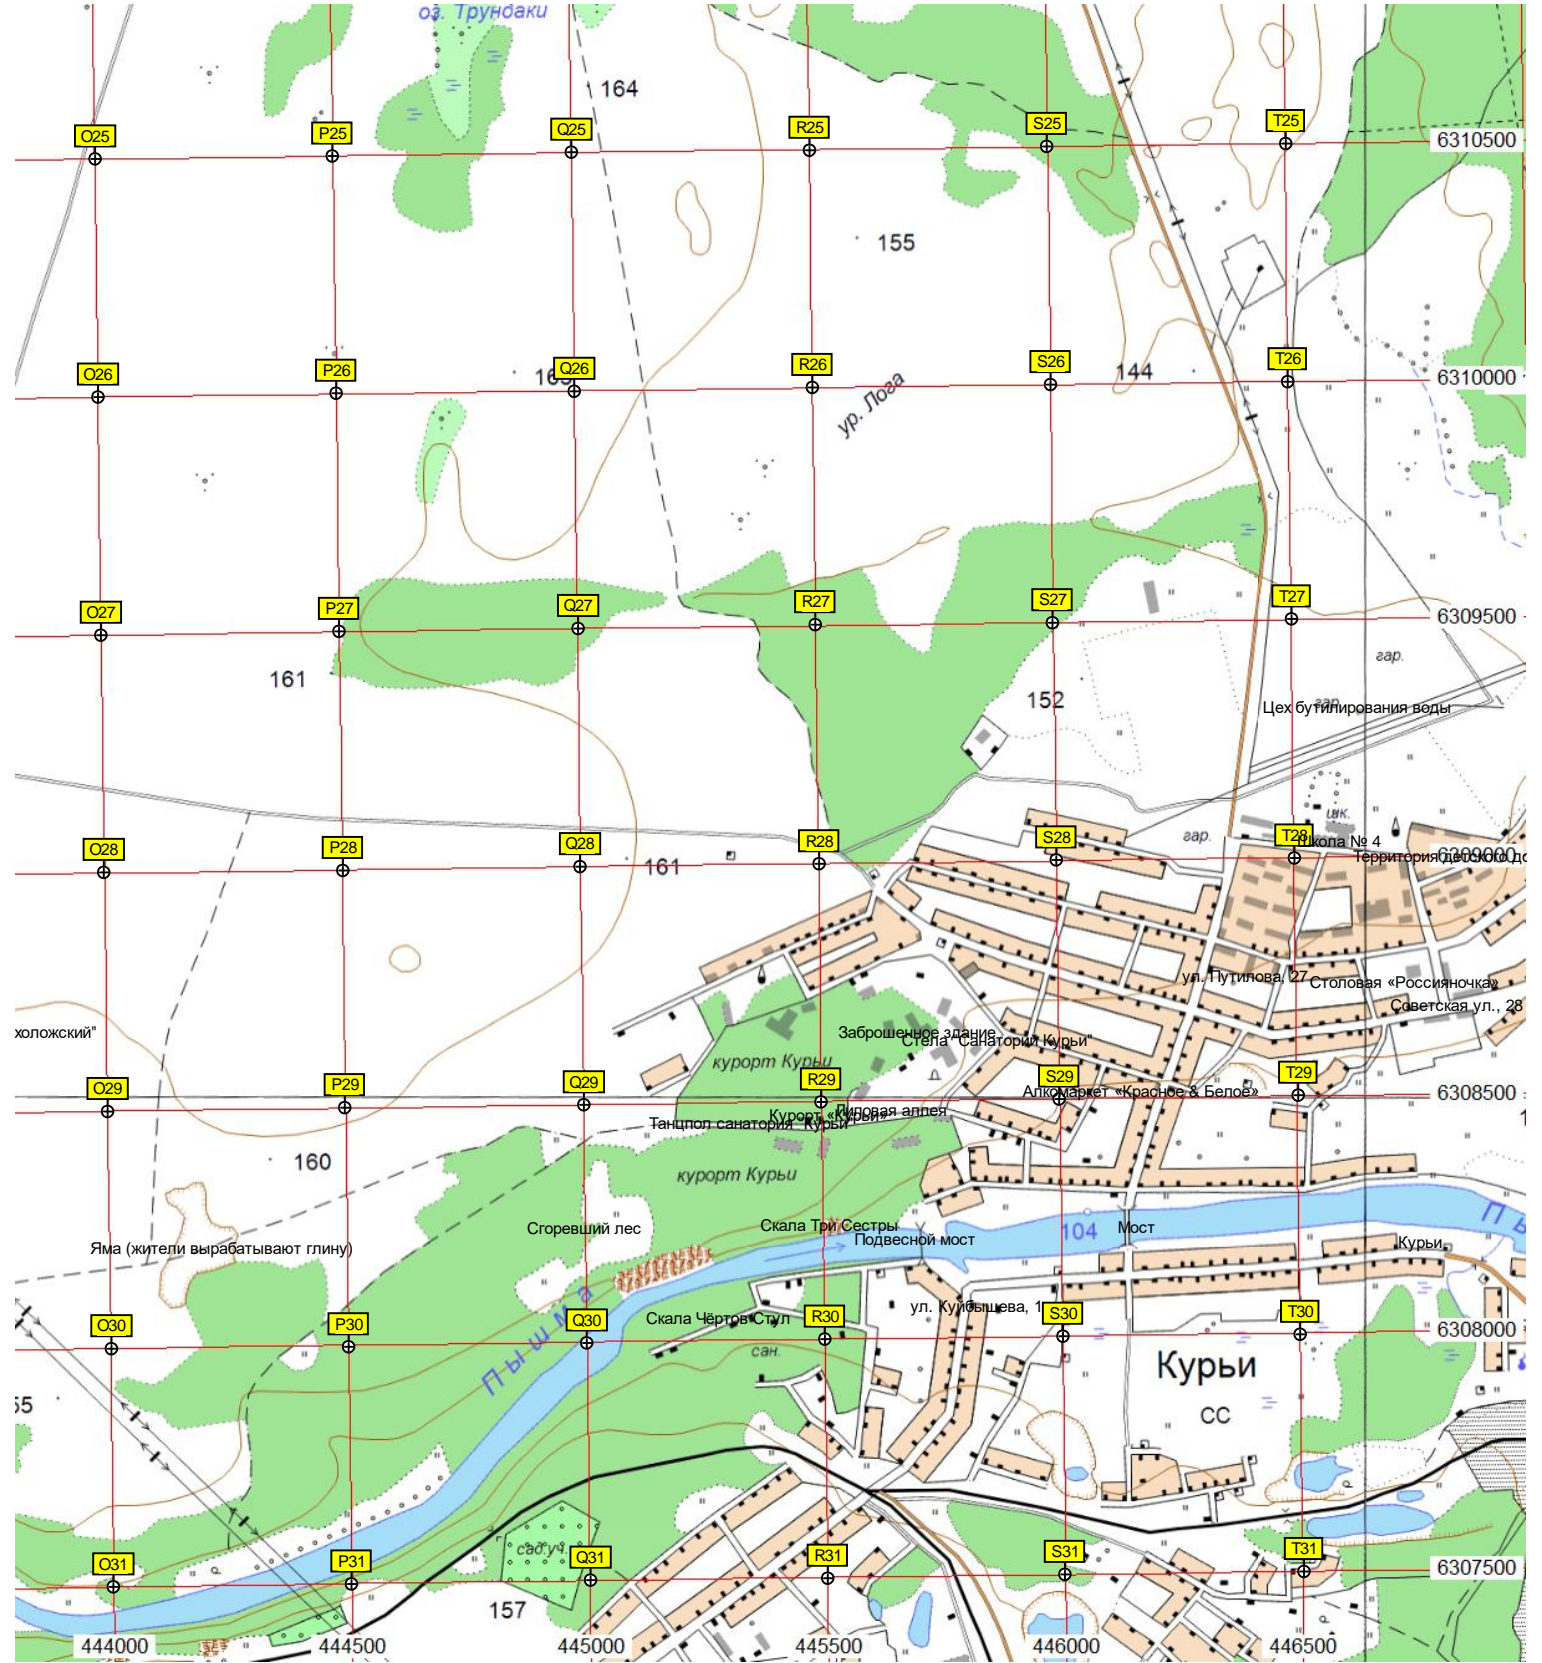 оз. Трундаки
164
O25
P25
Q25
R25
S25
T25
6310500
155
O26
P26
Q26
R26
S26
T26
144
6310000
ур. Лога
O27
P27
Q27
R27
S27
T27
6309500
161
152
гар.
гар.
Цех бутилирования воды
O28
P28
Q28
R28
S28
T28
161
гар.
шк.
Школа № 4
6309000
Территория детского до
ул. Путилова, 27
Столовая «Россияночка»
Советская ул., 28
холожский"
Заброшенное здание
Стела "Санаторий Курьи"
курорт Курьи
O29
P29
Q29
R29
S29
T29
6308500
Алкомаркет «Красное & Белое»
Липовая аллея
Курорт «Курьи»
Танцпол санатория "Курьи"
160
курорт Курьи
Сгоревший лес
Скала Три Сестры
Подвесной мост
104
Мост
Пы
Курьи
Яма (жители вырабатывают глину)
Пышма
ул. Куйбышева, 1
Скала Чёртов Стул
O30
P30
Q30
R30
S30
T30
6308000
сан.
Курьи
СС
55
O31
P31
Q31
R31
S31
T31
6307500
сад.уч.
157
444000
444500
445000
445500
446000
446500